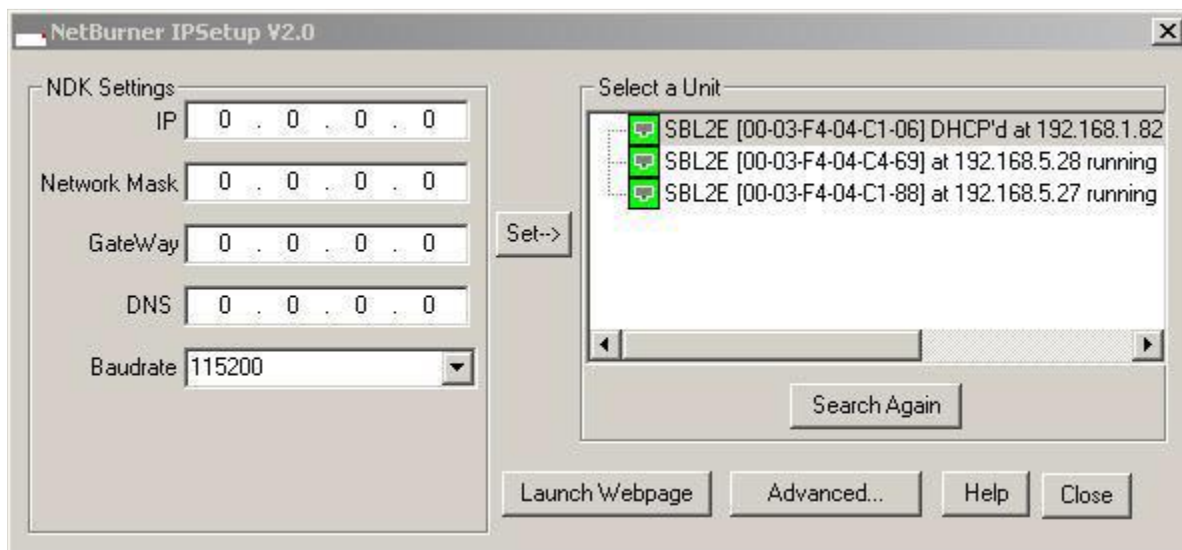 NetBurner IPSetup V2.0
NDK Settings
IP 0 . 0 . 0 . 0
Network Mask 0 . 0 . 0 . 0
GateWay 0 . 0 . 0 . 0
DNS 0 . 0 . 0 . 0
Baudrate 115200
Set-->
Select a Unit
SBL2E [00-03-F4-04-C1-06] DHCP'd at 192.168.1.82
SBL2E [00-03-F4-04-C4-69] at 192.168.5.28 running
SBL2E [00-03-F4-04-C1-88] at 192.168.5.27 running
Search Again
Launch Webpage
Advanced...
Help
Close